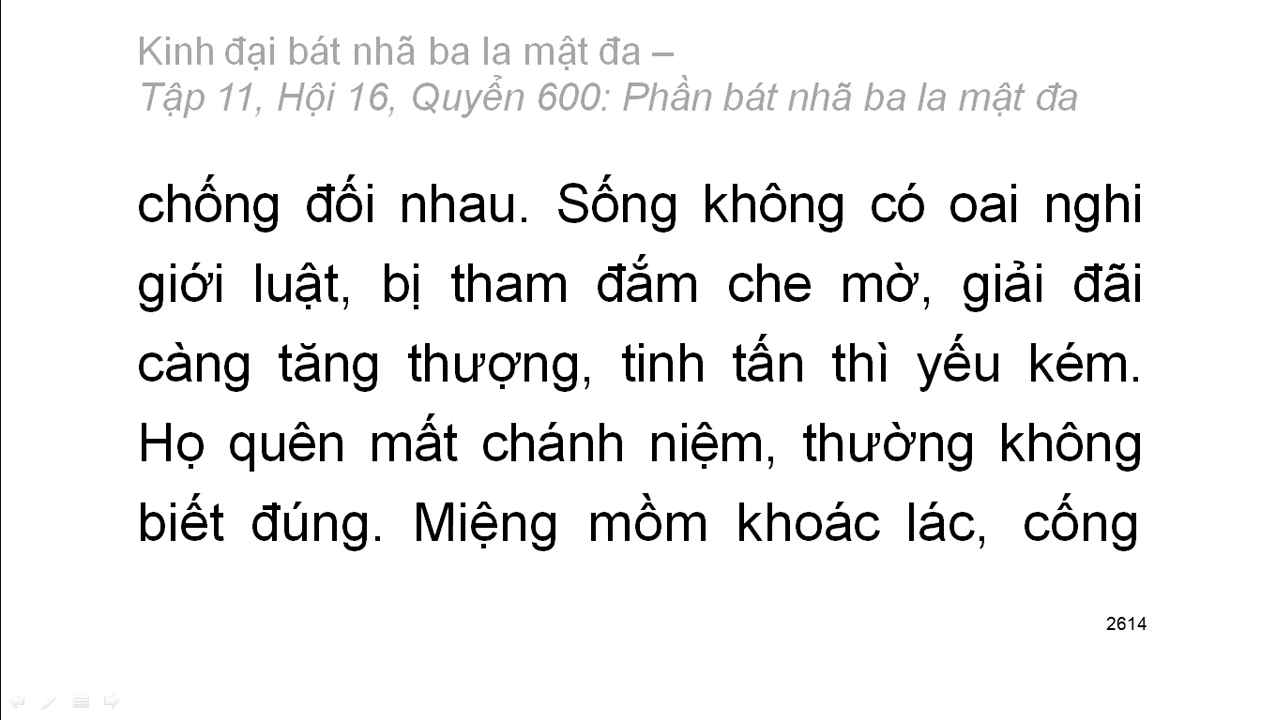 Kinh đại bát nhã ba la mật đa –
Tập 11, Hội 16, Quyển 600: Phần bát nhã ba la mật đa
chống đối nhau. Sống không có oai nghi
giới luật, bị tham đắm che mờ, giải đãi
càng tăng thượng, tinh tấn thì yếu kém.
Họ quên mất chánh niệm, thường không
biết đúng. Miệng mồm khoác lác, cống
2614